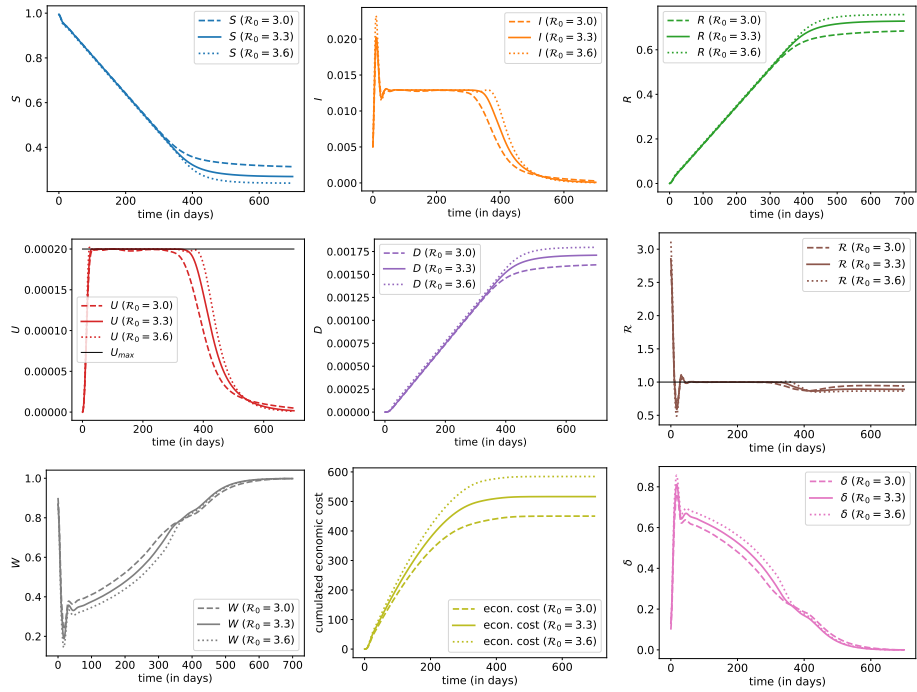 1.0
0.8
0.6
0.4
S
0
200
400
600
time (in days)
S (R₀ = 3.0)
S (R₀ = 3.3)
S (R₀ = 3.6)
0.020
0.015
0.010
0.005
0.000
I
0
200
400
600
time (in days)
I (R₀ = 3.0)
I (R₀ = 3.3)
I (R₀ = 3.6)
0.6
0.4
0.2
0.0
R
0
100
200
300
400
500
600
700
time (in days)
R (R₀ = 3.0)
R (R₀ = 3.3)
R (R₀ = 3.6)
0.00020
0.00015
0.00010
0.00005
0.00000
U
0
200
400
600
time (in days)
U (R₀ = 3.0)
U (R₀ = 3.3)
U (R₀ = 3.6)
Uₘₐₓ
0.00175
0.00150
0.00125
0.00100
0.00075
0.00050
0.00025
0.00000
D
0
200
400
600
time (in days)
D (R₀ = 3.0)
D (R₀ = 3.3)
D (R₀ = 3.6)
3.0
2.5
2.0
1.5
1.0
0.5
R
0
200
400
600
time (in days)
R (R₀ = 3.0)
R (R₀ = 3.3)
R (R₀ = 3.6)
1.0
0.8
0.6
0.4
0.2
W
0
100
200
300
400
500
600
700
time (in days)
W (R₀ = 3.0)
W (R₀ = 3.3)
W (R₀ = 3.6)
600
500
400
300
200
100
0
cumulated economic cost
0
200
400
600
time (in days)
econ. cost (R₀ = 3.0)
econ. cost (R₀ = 3.3)
econ. cost (R₀ = 3.6)
0.8
0.6
0.4
0.2
0.0
δ
0
200
400
600
time (in days)
δ (R₀ = 3.0)
δ (R₀ = 3.3)
δ (R₀ = 3.6)